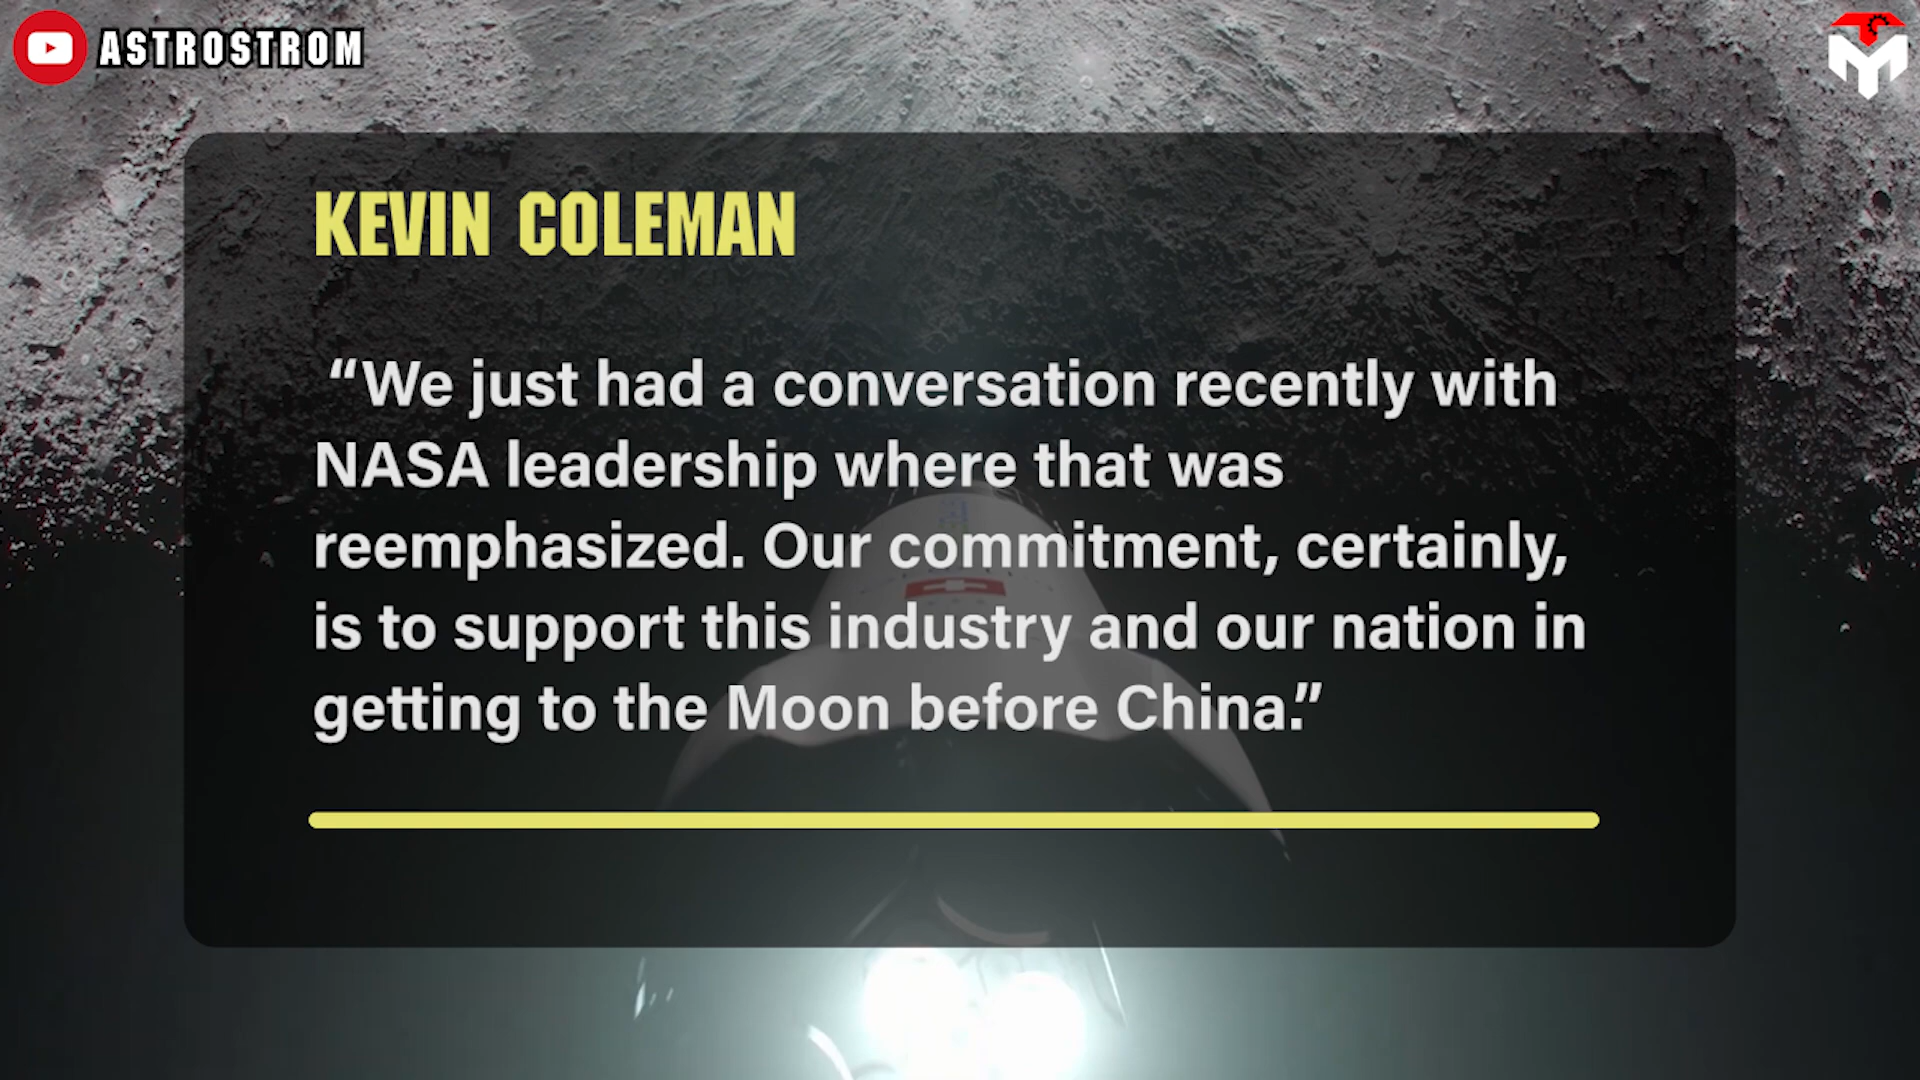 ASTROSTROM
KEVIN COLEMAN
“We just had a conversation recently with
NASA leadership where that was
reemphasized. Our commitment, certainly,
is to support this industry and our nation in
getting to the Moon before China.”